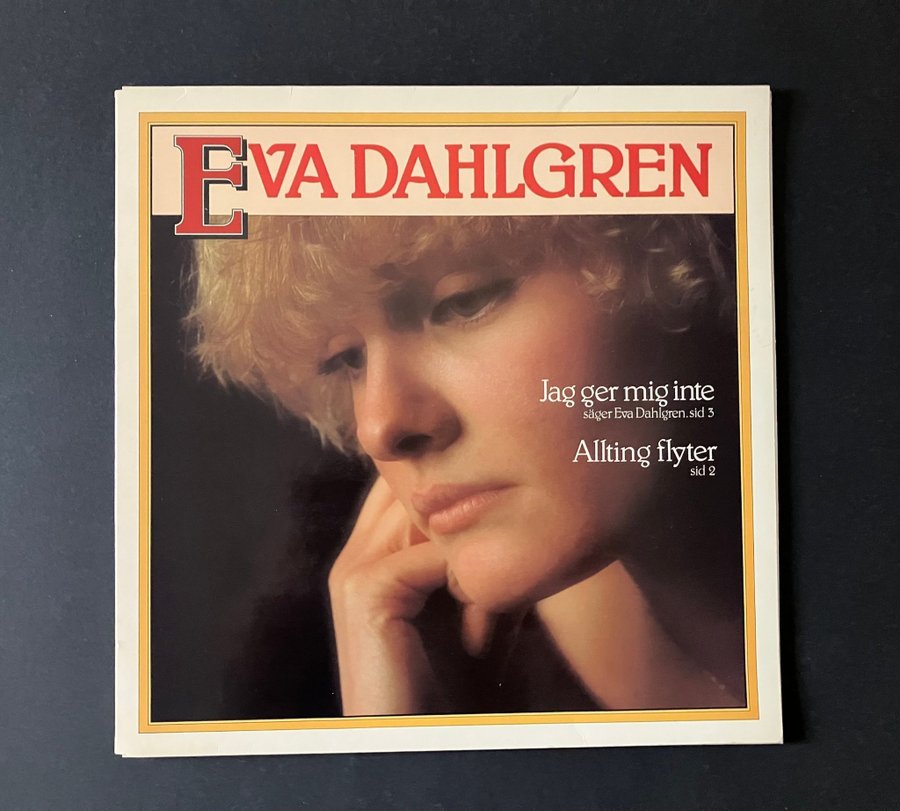 EVA DAHLGREN
Jag ger mig inte
säger Eva Dahlgren. sid 3
Allting flyter
sid 2